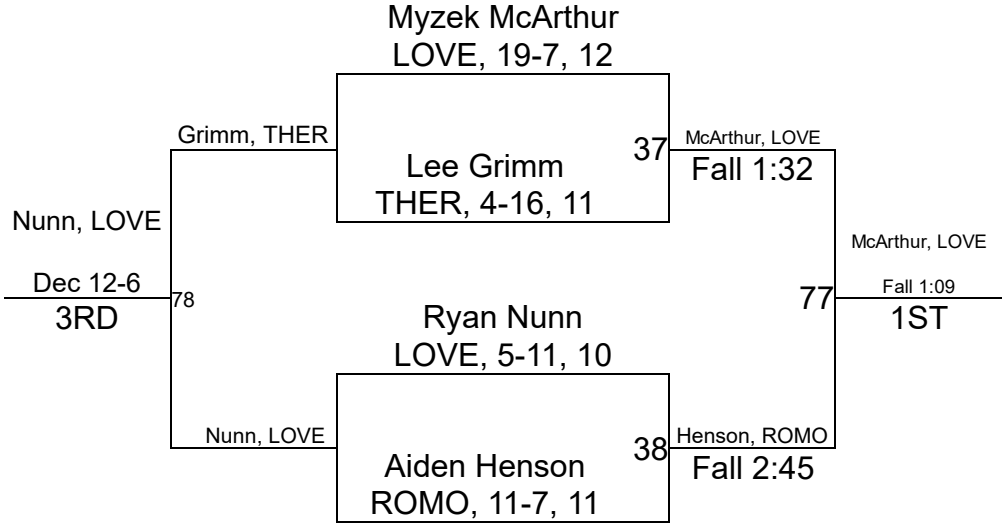 Myzek McArthur
LOVE, 19-7, 12
Grimm, THER
37
McArthur, LOVE
Lee Grimm
Fall 1:32
THER, 4-16, 11
Nunn, LOVE
McArthur, LOVE
Dec 12-6
78
77
Fall 1:09
3RD
1ST
Ryan Nunn
LOVE, 5-11, 10
Nunn, LOVE
38
Henson, ROMO
Aiden Henson
Fall 2:45
ROMO, 11-7, 11